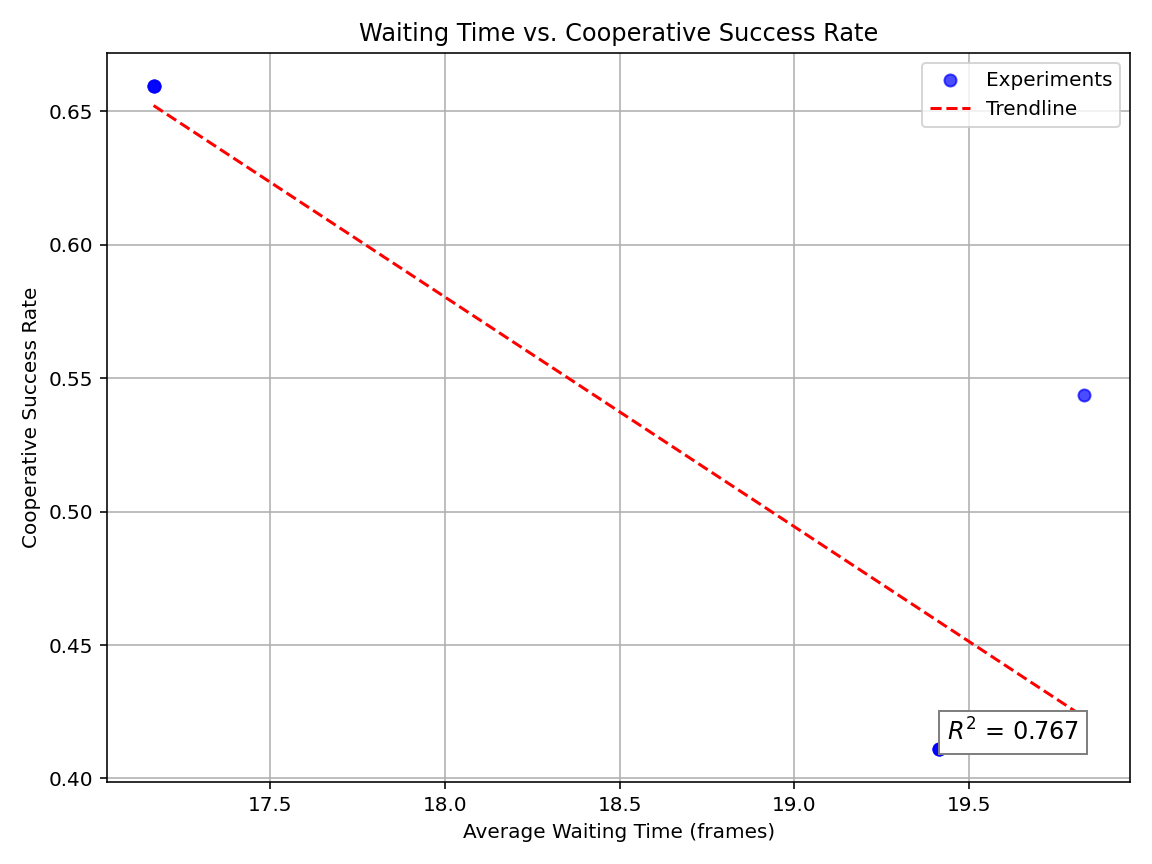 Waiting Time vs. Cooperative Success Rate
Experiments
Trendline
Cooperative Success Rate
0.65
0.60
0.55
0.50
0.45
0.40
R² = 0.767
17.5 18.0 18.5 19.0 19.5
Average Waiting Time (frames)